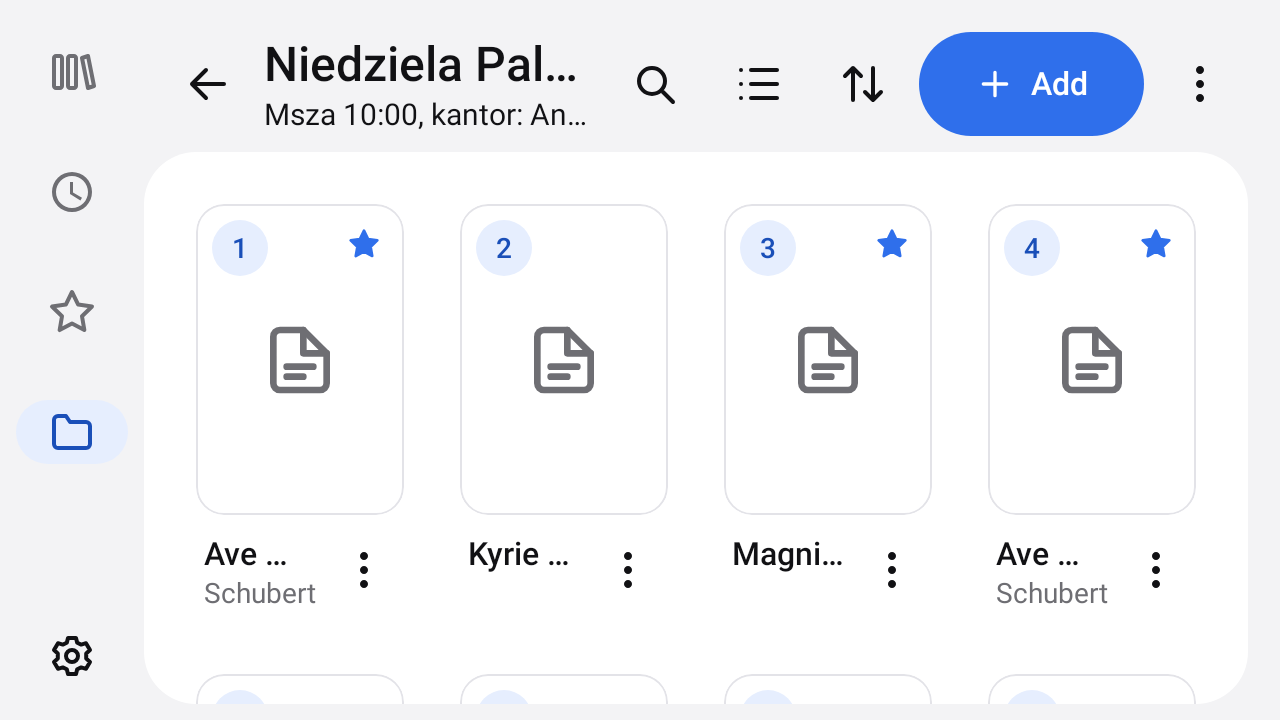 Niedziela Pal...
Msza 10:00, kantor: An...
Add
1
2
3
4
Ave ...
Schubert
Kyrie ...
Magni...
Ave ...
Schubert